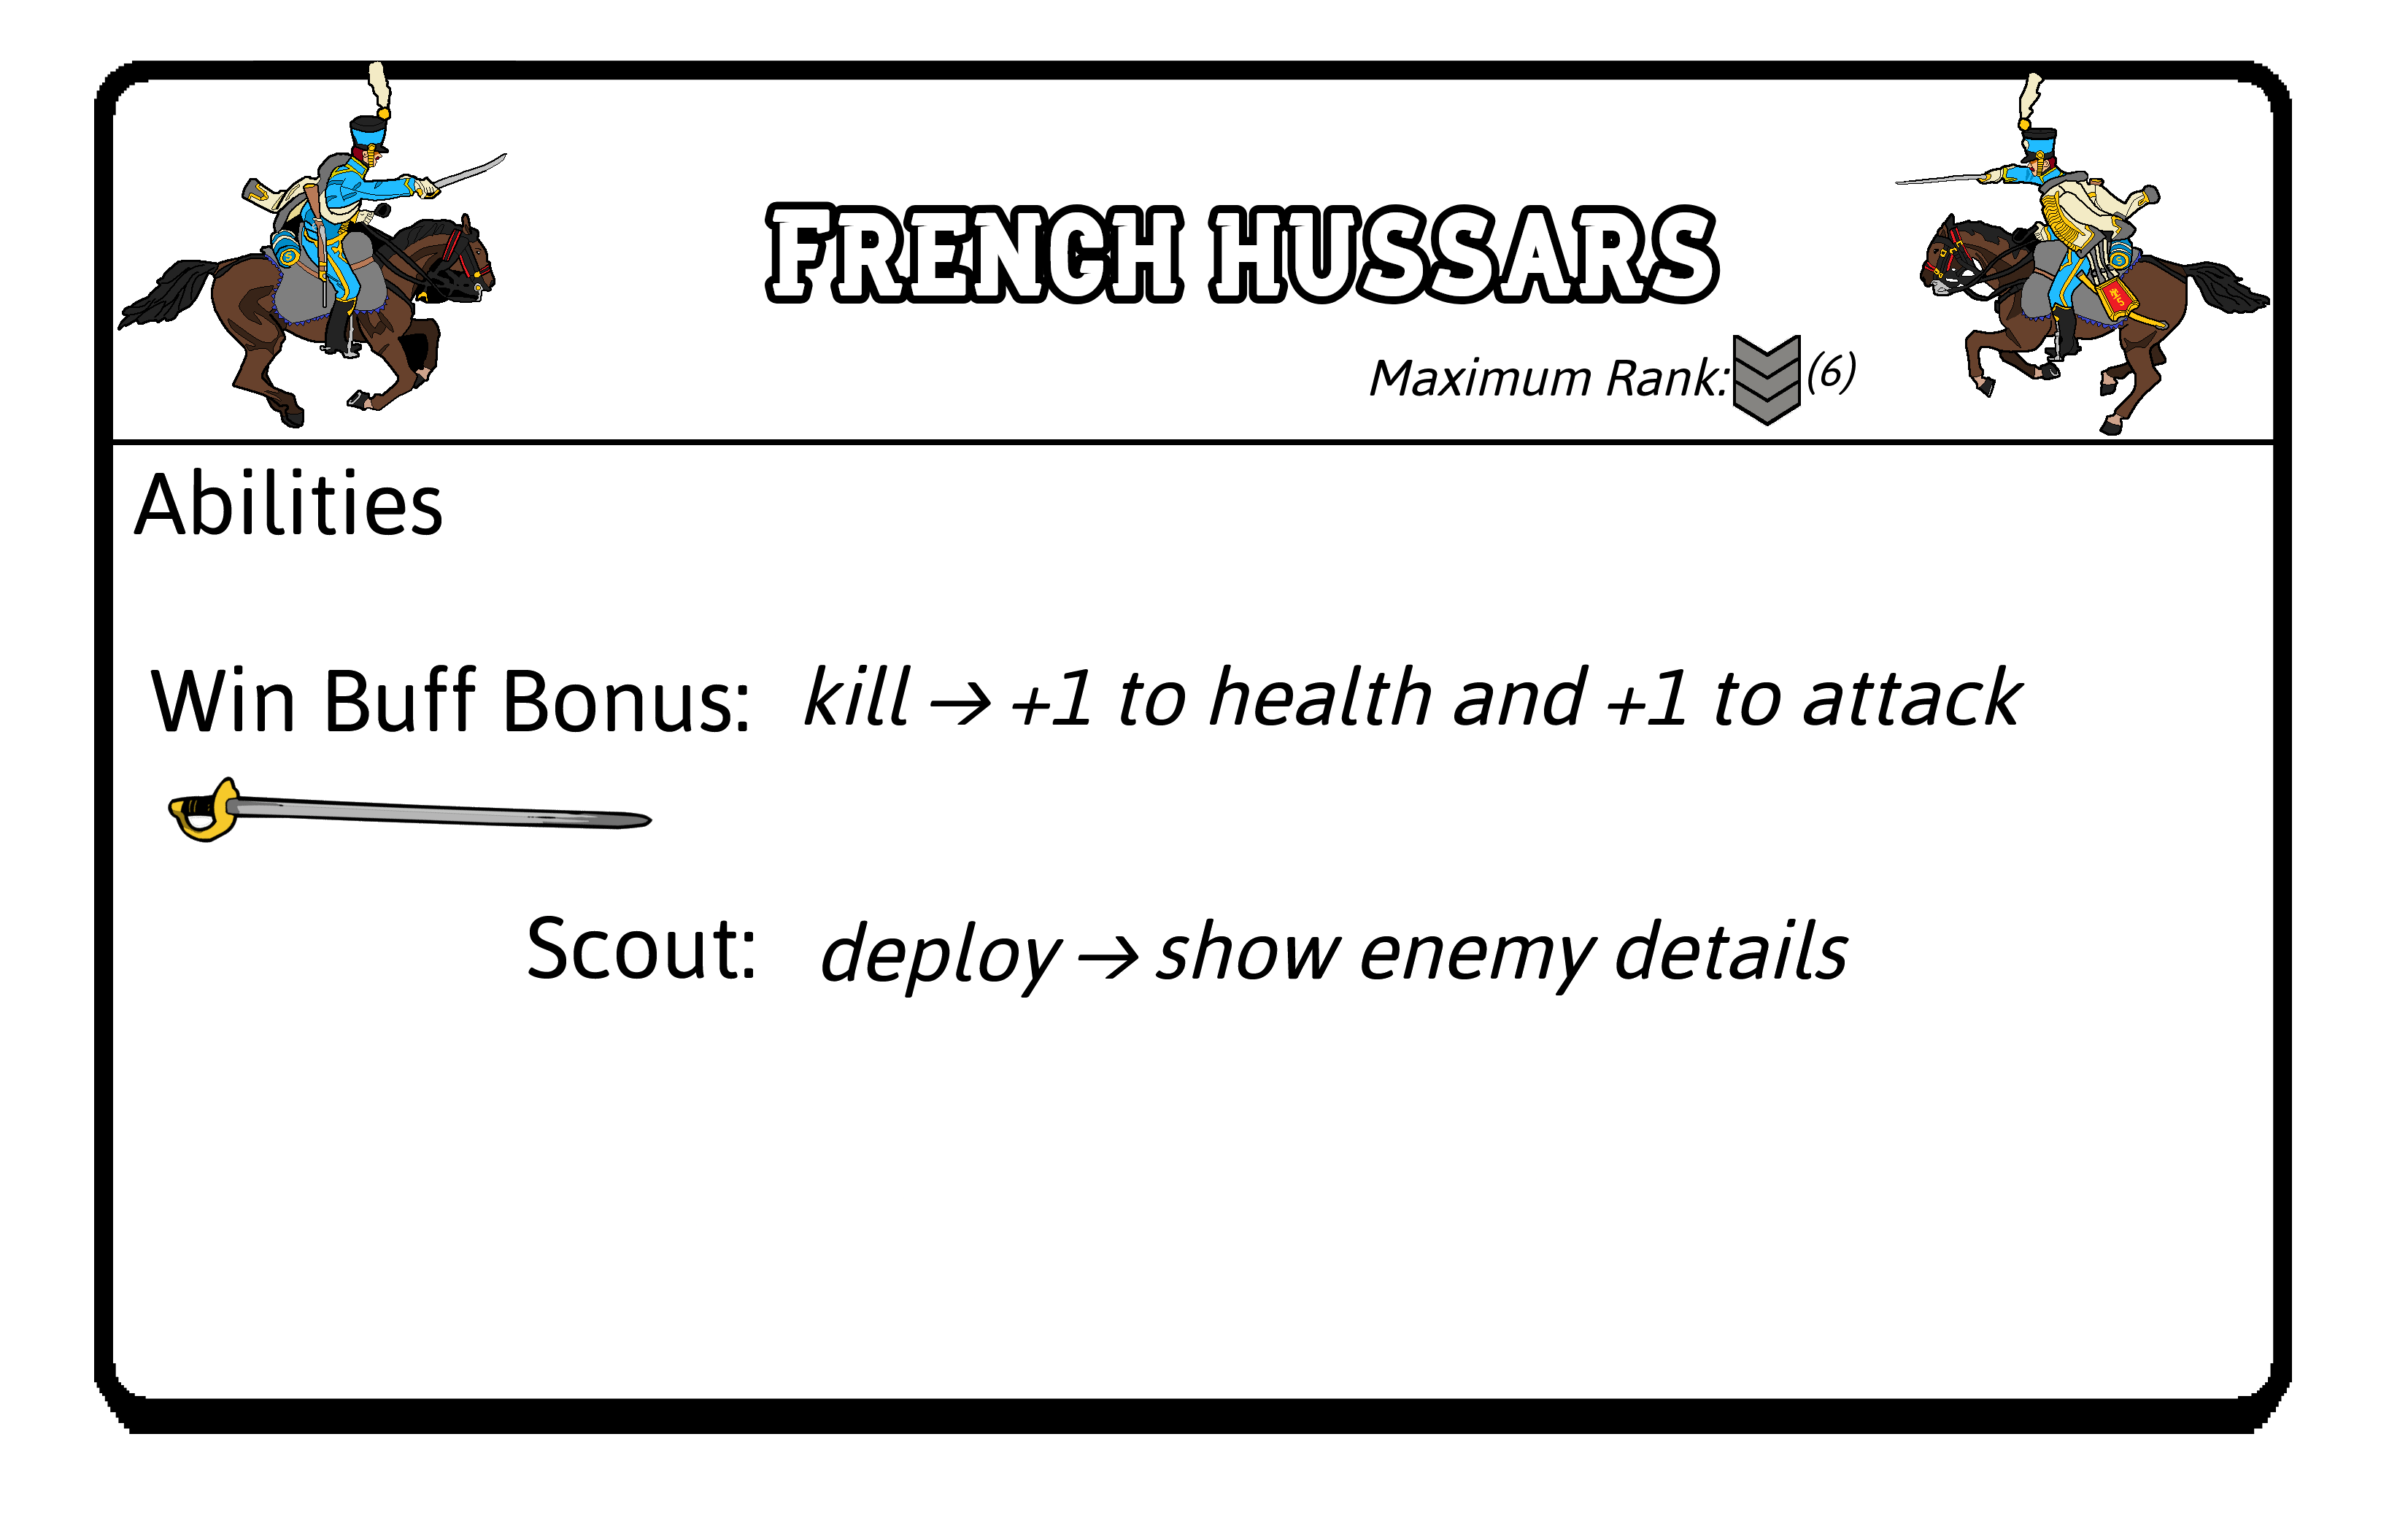 FRENCH HUSSARS
Maximum Rank: (6)
Abilities
Win Buff Bonus: kill → +1 to health and +1 to attack
Scout: deploy → show enemy details